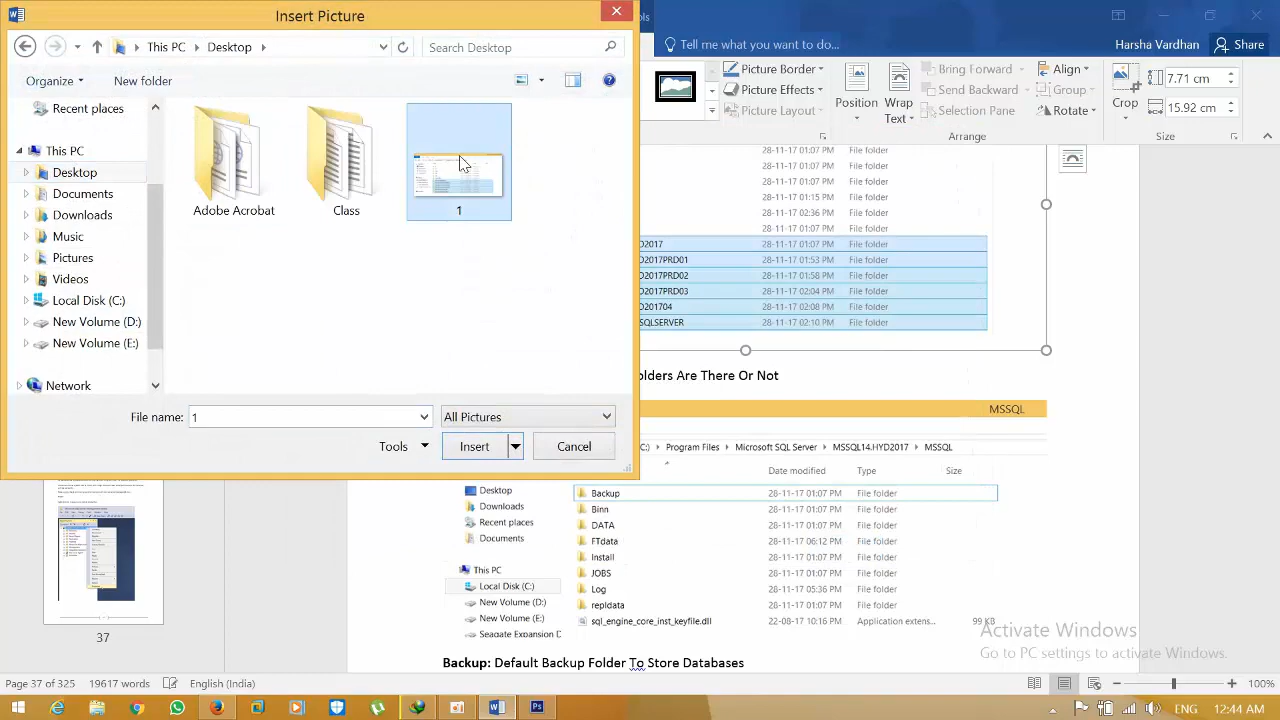 Insert Picture
This PC
Desktop
Search Desktop
Organize
New folder
Recent places
This PC
Desktop
Documents
Downloads
Music
Pictures
Videos
Local Disk (C:)
New Volume (D:)
New Volume (E:)
Network
Adobe Acrobat
Class
1
File name:
1
All Pictures
Tools
Insert
Cancel
Tell me what you want to do...
Harsha Vardhan
Share
Picture Border
Picture Effects
Picture Layout
Position
Wrap
Text
Bring Forward
Send Backward
Selection Pane
Align
Group
Rotate
Arrange
Crop
7.71 cm
15.92 cm
Size
28-11-17 01:07 PM File folder
28-11-17 01:07 PM File folder
28-11-17 01:07 PM File folder
28-11-17 01:15 PM File folder
28-11-17 02:36 PM File folder
28-11-17 01:07 PM File folder
D2017 28-11-17 01:07 PM File folder
D2017PRD01 28-11-17 01:53 PM File folder
D2017PRD02 28-11-17 01:58 PM File folder
D2017PRD03 28-11-17 02:04 PM File folder
D201704 28-11-17 02:08 PM File folder
SQLSERVER 28-11-17 02:10 PM File folder
olders Are There Or Not
MSSQL
C:) Program Files Microsoft SQL Server MSSQL14.HYD2017 MSSQL
Date modified Type Size
Desktop
Downloads
Recent places
Documents
This PC
Local Disk (C:)
New Volume (D:)
New Volume (E:)
Seagate Expansion D
Backup 28-11-17 01:07 PM File folder
Binn 28-11-17 01:07 PM File folder
DATA 28-11-17 01:07 PM File folder
FTdata 28-11-17 06:12 PM File folder
Install 28-11-17 01:07 PM File folder
JOBS 28-11-17 01:07 PM File folder
Log 28-11-17 05:36 PM File folder
repldata 28-11-17 01:07 PM File folder
sql_engine_core_inst_keyfile.dll 22-08-17 10:16 PM Application extens... 99 KB
Backup: Default Backup Folder To Store Databases
37
Activate Windows
Go to PC settings to activate Windows.
Page 37 of 325
19617 words
English (India)
100%
ENG
12:44 AM